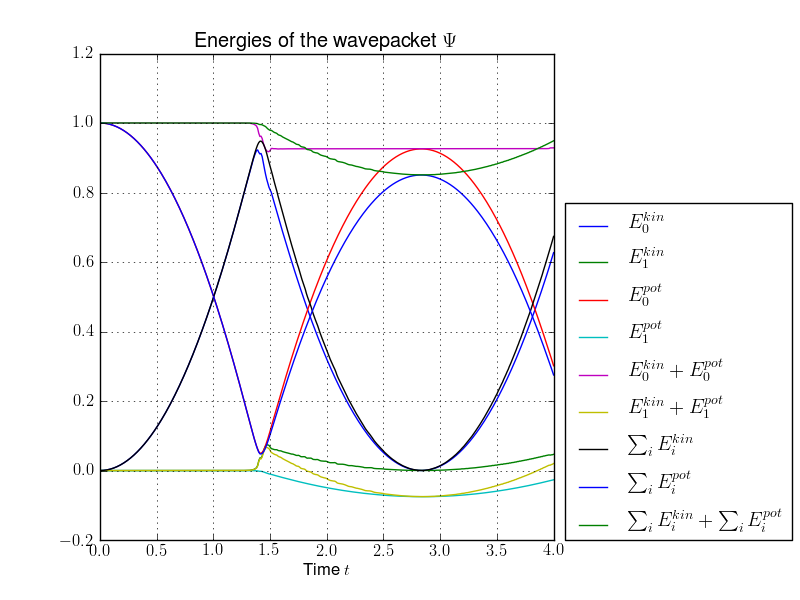 Energies of the wavepacket Ψ
1.2
1.0
0.8
0.6
0.4
0.2
0.0
−0.2
0.0 0.5 1.0 1.5 2.0 2.5 3.0 3.5 4.0
Time t
E_0^{kin}
E_1^{kin}
E_0^{pot}
E_1^{pot}
E_0^{kin} + E_0^{pot}
E_1^{kin} + E_1^{pot}
∑_i E_i^{kin}
∑_i E_i^{pot}
∑_i E_i^{kin} + ∑_i E_i^{pot}